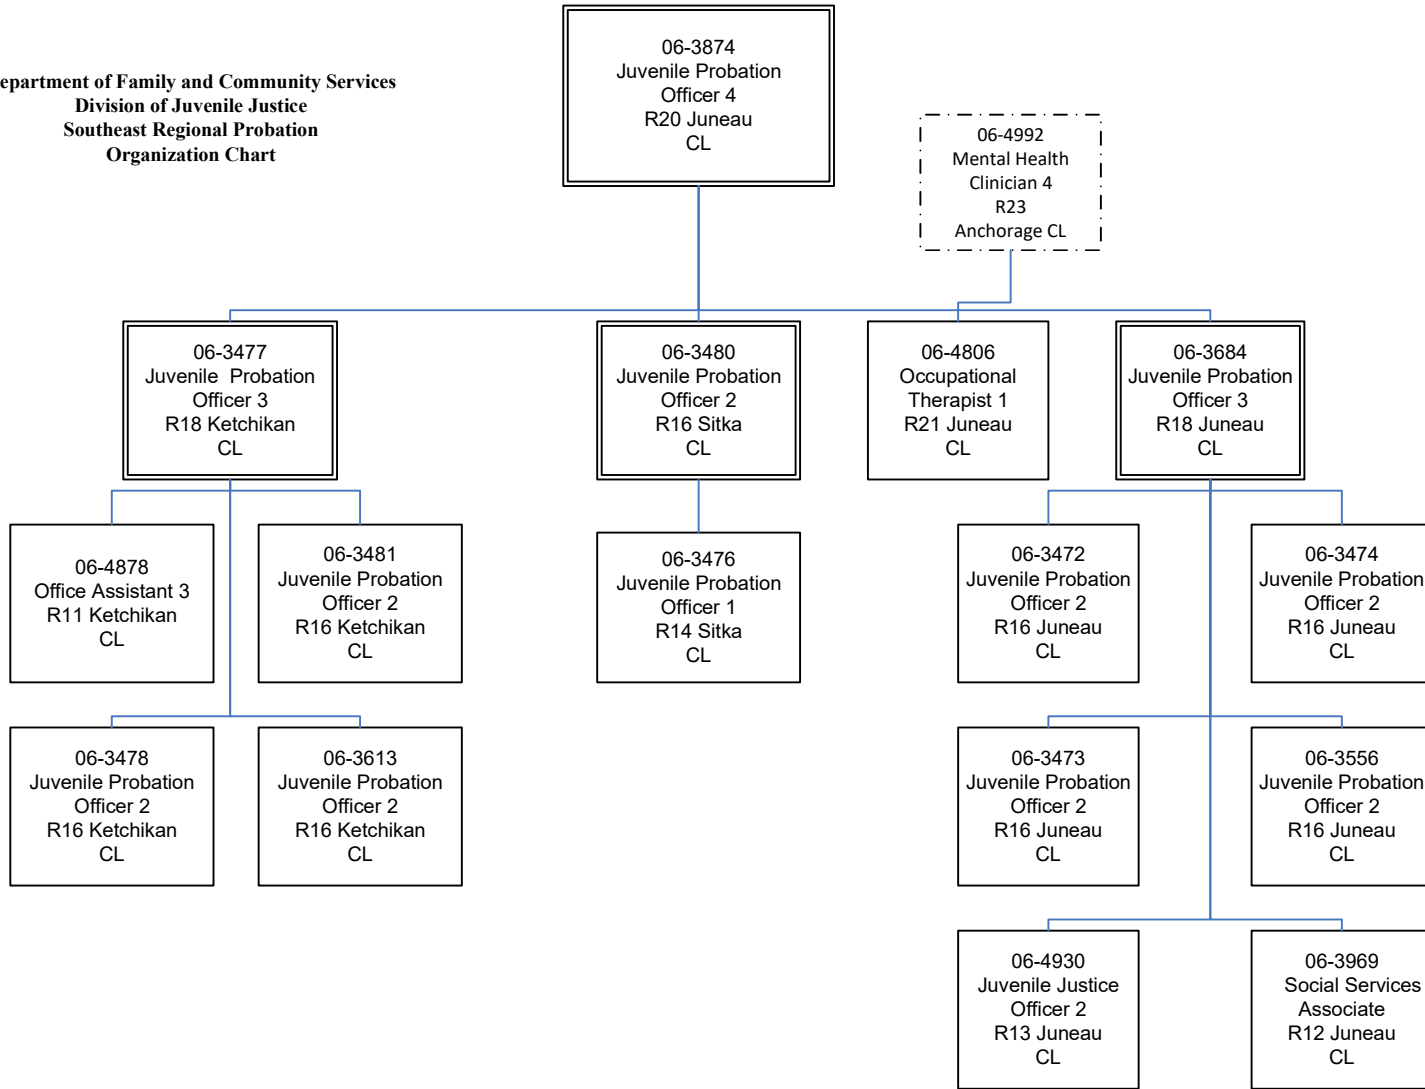 epartment of Family and Community Services
Division of Juvenile Justice
Southeast Regional Probation
Organization Chart
06-3874
Juvenile Probation
Officer 4
R20 Juneau
CL
06-4992
Mental Health
Clinician 4
R23
Anchorage CL
06-3477
Juvenile  Probation
Officer 3
R18 Ketchikan
CL
06-3480
Juvenile Probation
Officer 2
R16 Sitka
CL
06-4806
Occupational
Therapist 1
R21 Juneau
CL
06-3684
Juvenile Probation
Officer 3
R18 Juneau
CL
06-4878
Office Assistant 3
R11 Ketchikan
CL
06-3481
Juvenile Probation
Officer 2
R16 Ketchikan
CL
06-3476
Juvenile Probation
Officer 1
R14 Sitka
CL
06-3472
Juvenile Probation
Officer 2
R16 Juneau
CL
06-3474
Juvenile Probation
Officer 2
R16 Juneau
CL
06-3478
Juvenile Probation
Officer 2
R16 Ketchikan
CL
06-3613
Juvenile Probation
Officer 2
R16 Ketchikan
CL
06-3473
Juvenile Probation
Officer 2
R16 Juneau
CL
06-3556
Juvenile Probation
Officer 2
R16 Juneau
CL
06-4930
Juvenile Justice
Officer 2
R13 Juneau
CL
06-3969
Social Services
Associate
R12 Juneau
CL